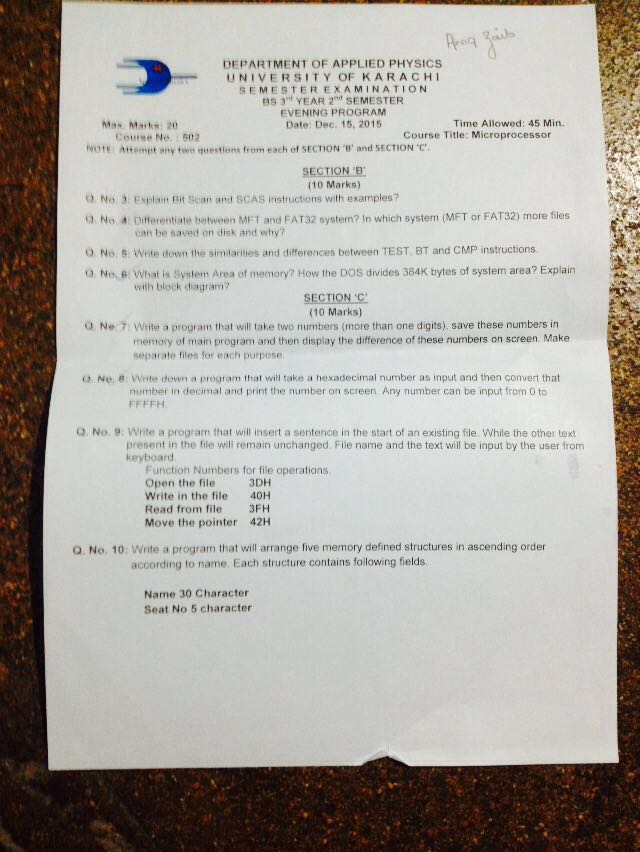 DEPARTMENT OF APPLIED PHYSICS
UNIVERSITY OF KARACHI
SEMESTER EXAMINATION
BS 3rd YEAR 2nd SEMESTER
EVENING PROGRAM
Max. Marks: 20 Date: Dec. 15, 2015 Time Allowed: 45 Min.
Course No. : 502 Course Title: Microprocessor
NOTE: Attempt any two questions from each of SECTION 'B' and SECTION 'C'.
SECTION 'B'
(10 Marks)
Q. No. 3: Explain Bit Scan and SCAS instructions with examples?
Q. No. 4: Differentiate between MFT and FAT32 system? In which system (MFT or FAT32) more files
can be saved on disk and why?
Q. No. 5: Write down the similarities and differences between TEST, BT and CMP instructions.
Q. No. 6: What is System Area of memory? How the DOS divides 384K bytes of system area? Explain
with block diagram?
SECTION 'C'
(10 Marks)
Q. No. 7: Write a program that will take two numbers (more than one digits), save these numbers in
memory of main program and then display the difference of these numbers on screen. Make
separate files for each purpose.
Q. No. 8: Write down a program that will take a hexadecimal number as input and then convert that
number in decimal and print the number on screen. Any number can be input from 0 to
FFFFH.
Q. No. 9: Write a program that will insert a sentence in the start of an existing file. While the other text
present in the file will remain unchanged. File name and the text will be input by the user from
keyboard.
Function Numbers for file operations.
Open the file 3DH
Write in the file 40H
Read from file 3FH
Move the pointer 42H
Q. No. 10: Write a program that will arrange five memory defined structures in ascending order
according to name. Each structure contains following fields.
Name 30 Character
Seat No 5 character